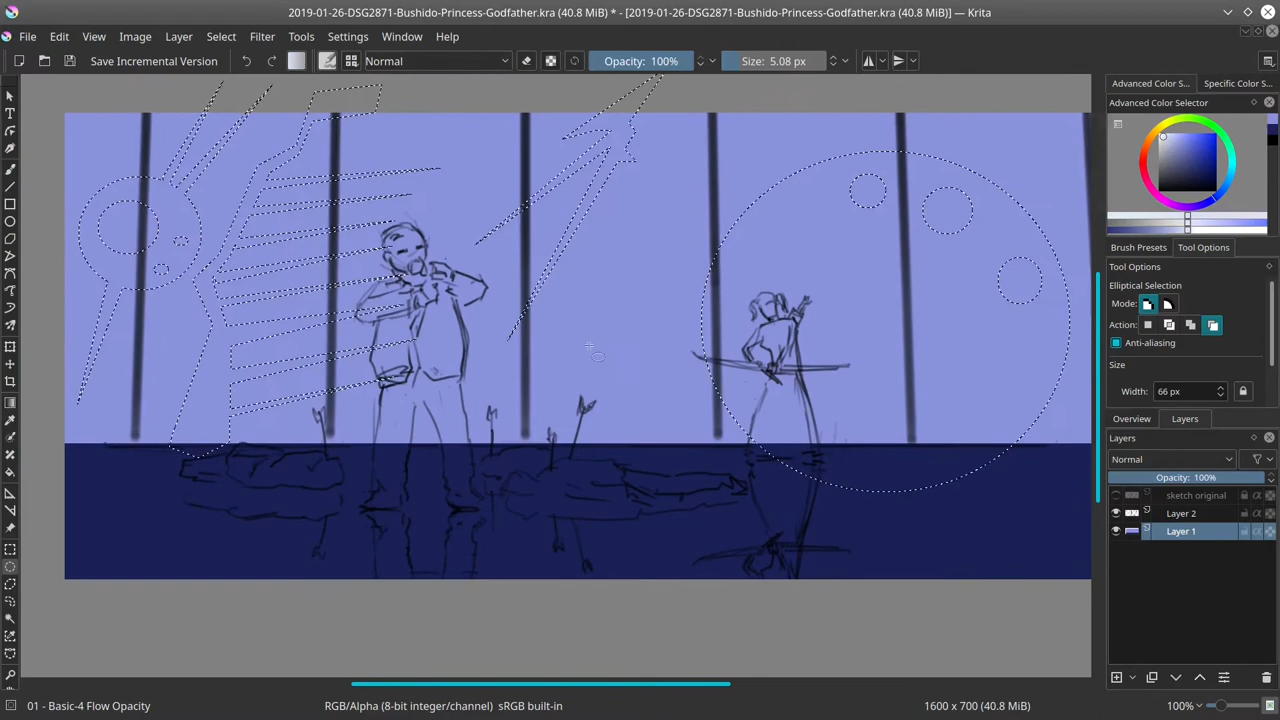 2019-01-26-DSG2871-Bushido-Princess-Godfather.kra (40.8 MiB) * - [2019-01-26-DSG2871-Bushido-Princess-Godfather.kra (40.8 MiB)] — Krita
File Edit View Image Layer Select Filter Tools Settings Window Help
Save Incremental Version Normal Opacity: 100% Size: 5.08 px
Advanced Color S... Specific Color S...
Advanced Color Selector
Brush Presets Tool Options
Tool Options
Elliptical Selection
Mode:
Action:
Anti-aliasing
Size
Width: 66 px
Overview Layers
Layers
Normal
Opacity: 100%
sketch original
Layer 2
Layer 1
01 - Basic-4 Flow Opacity RGB/Alpha (8-bit integer/channel) sRGB built-in 1600 x 700 (40.8 MiB) 100%